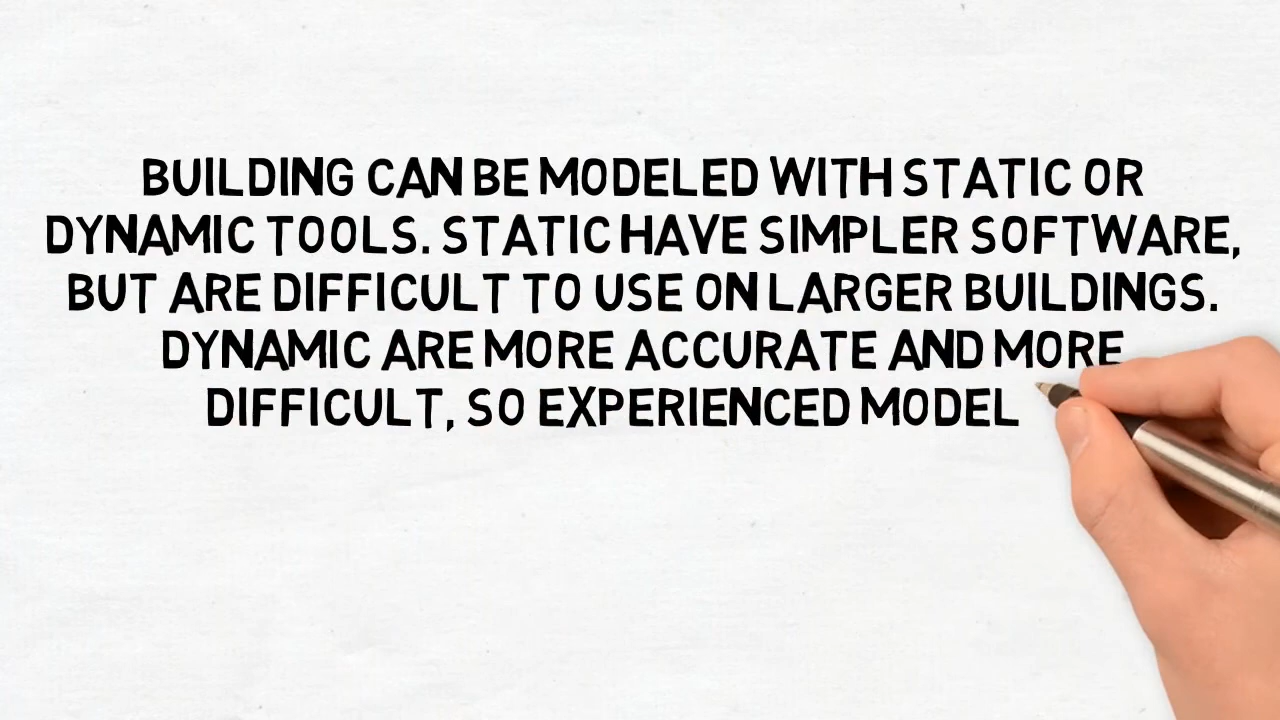 BUILDING CAN BE MODELED WITH STATIC OR
DYNAMIC TOOLS. STATIC HAVE SIMPLER SOFTWARE,
BUT ARE DIFFICULT TO USE ON LARGER BUILDINGS.
DYNAMIC ARE MORE ACCURATE AND MORE
DIFFICULT, SO EXPERIENCED MODEL